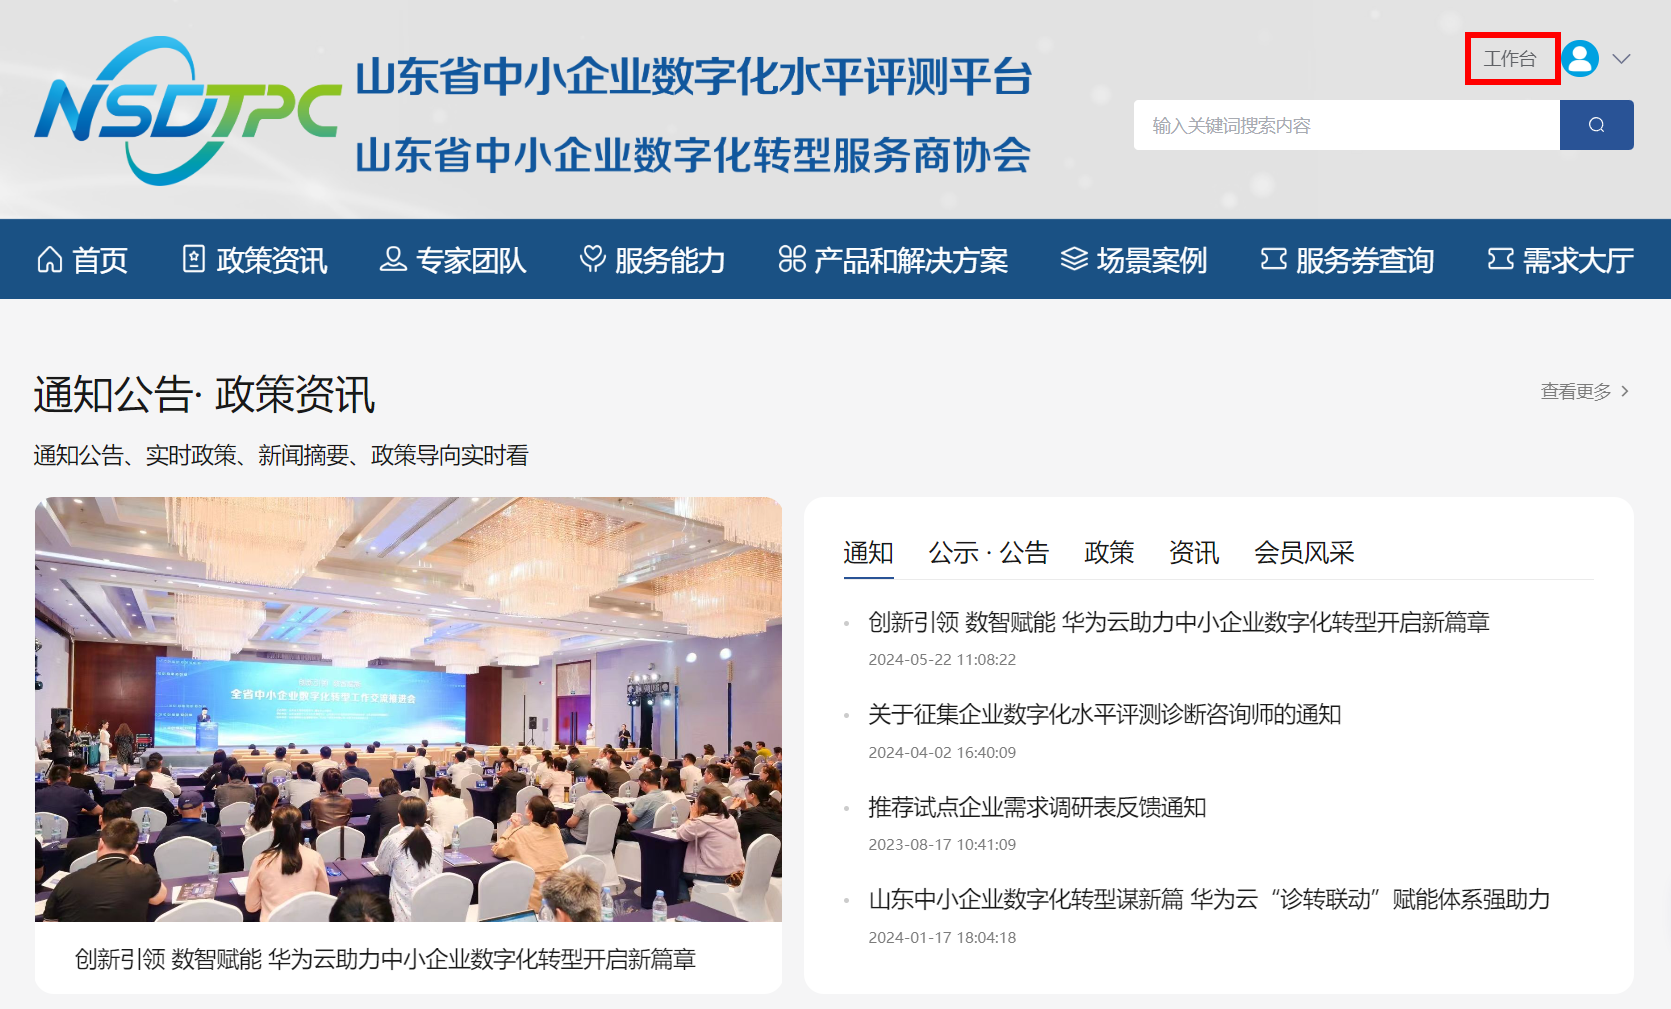 NSDTPC
山东省中小企业数字化水平评测平台
山东省中小企业数字化转型服务商协会
工作台
输入关键词搜索内容
首页 政策资讯 专家团队 服务能力 产品和解决方案 场景案例 服务券查询 需求大厅
通知公告· 政策资讯
查看更多
通知公告、实时政策、新闻摘要、政策导向实时看
全省中小企业数字化转型工作交流推进会
创新引领 数智赋能 华为云助力中小企业数字化转型开启新篇章
通知 公示 · 公告 政策 资讯 会员风采
创新引领 数智赋能 华为云助力中小企业数字化转型开启新篇章
2024-05-22 11:08:22
关于征集企业数字化水平评测诊断咨询师的通知
2024-04-02 16:40:09
推荐试点企业需求调研表反馈通知
2023-08-17 10:41:09
山东中小企业数字化转型谋新篇 华为云“诊转联动”赋能体系强助力
2024-01-17 18:04:18